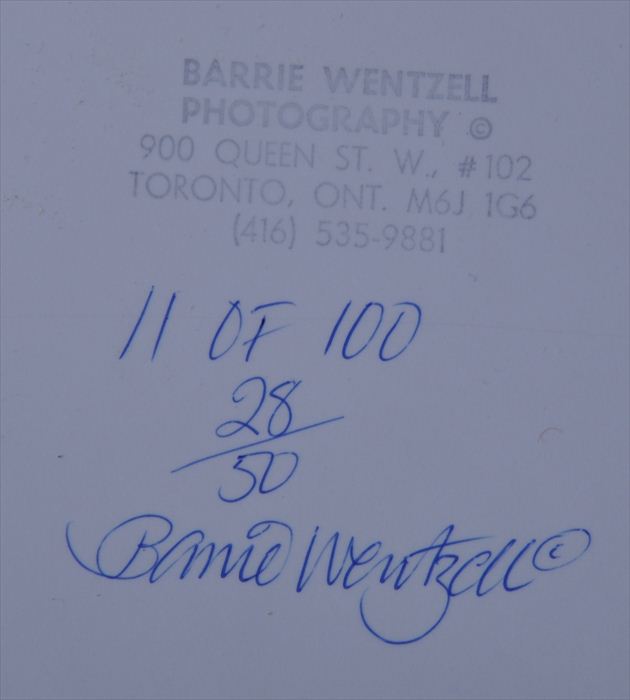 BARRIE WENTZELL
PHOTOGRAPHY ©
900 QUEEN ST. W., #102
TORONTO, ONT. M6J 1G6
(416) 535-9881
11 OF 100
28
50
Barrie Wentzell ©